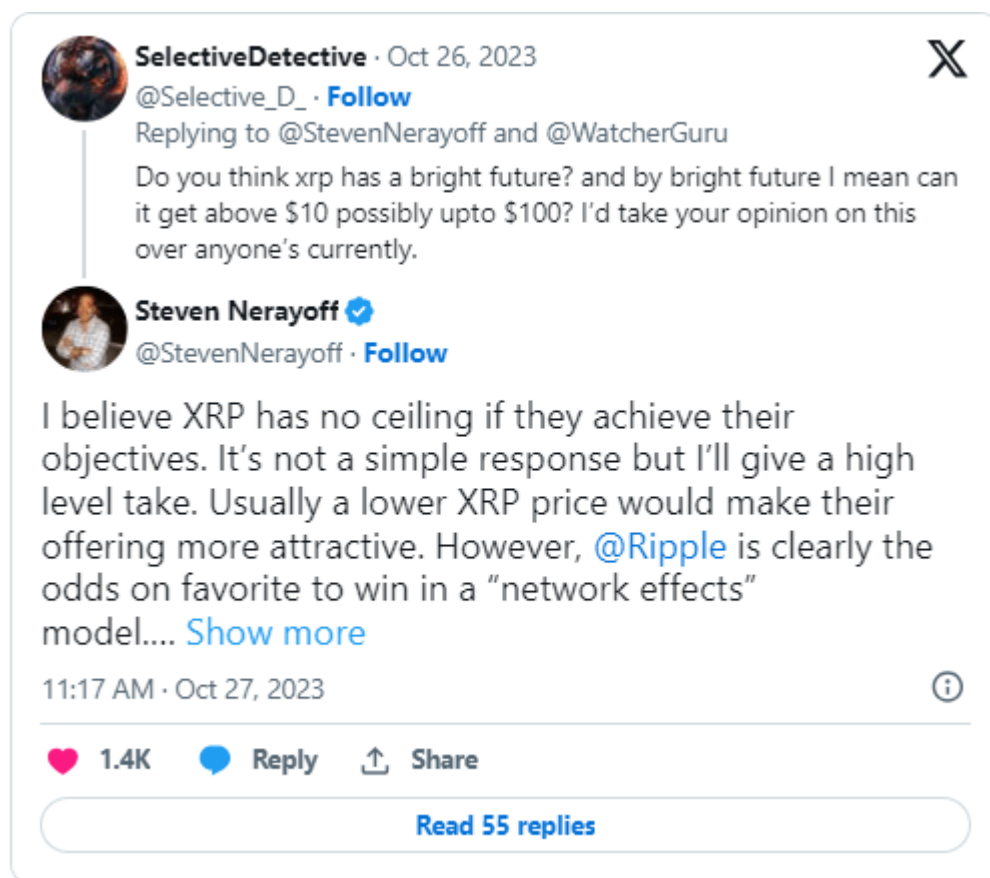 SelectiveDetective · Oct 26, 2023
@Selective_D_ · Follow
Replying to @StevenNerayoff and @WatcherGuru
Do you think xrp has a bright future? and by bright future I mean can
it get above $10 possibly upto $100? I’d take your opinion on this
over anyone’s currently.
Steven Nerayoff
@StevenNerayoff · Follow
I believe XRP has no ceiling if they achieve their
objectives. It’s not a simple response but I’ll give a high
level take. Usually a lower XRP price would make their
offering more attractive. However, @Ripple is clearly the
odds on favorite to win in a “network effects”
model.... Show more
11:17 AM · Oct 27, 2023
1.4K Reply Share
Read 55 replies